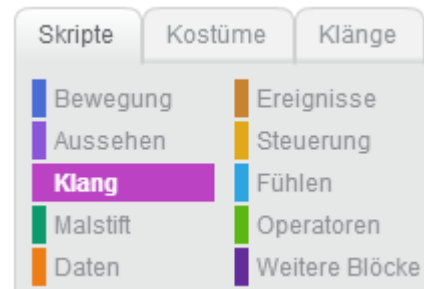 Skripte Kostüme Klänge
Bewegung Ereignisse
Aussehen Steuerung
Klang Fühlen
Malstift Operatoren
Daten Weitere Blöcke